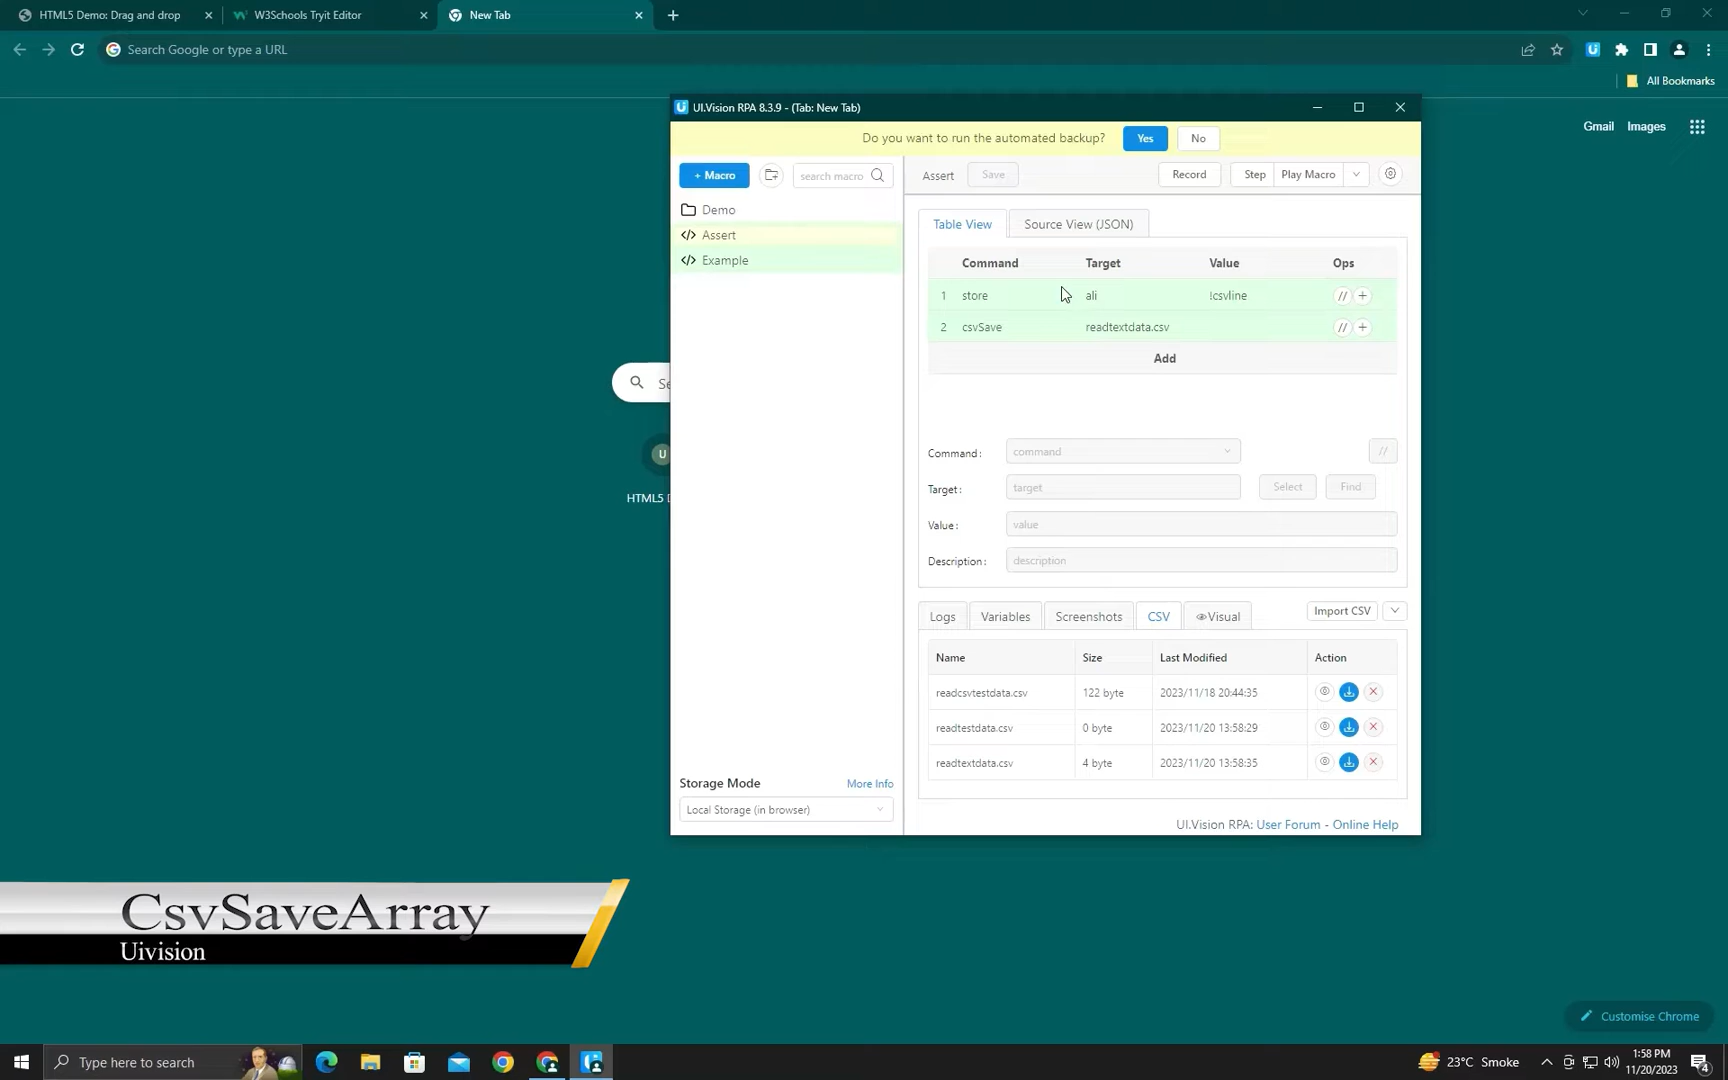 HTML5 Demo: Drag and drop
W3Schools Tryit Editor
New Tab
Search Google or type a URL
All Bookmarks
Gmail
Images
UI.Vision RPA 8.3.9 - (Tab: New Tab)
Do you want to run the automated backup?
Yes
No
+ Macro
search macro
Assert
Save
Record
Step
Play Macro
Demo
Assert
Example
Table View
Source View (JSON)
Command Target Value Ops
1 store ali !csvline // +
2 csvSave readtextdata.csv // +
Add
Se
U
HTML5 D
Command: command //
Target: target Select Find
Value: value
Description: description
Logs
Variables
Screenshots
CSV
Visual
Import CSV
Name Size Last Modified Action
readcsvtestdata.csv 122 byte 2023/11/18 20:44:35
readtestdata.csv 0 byte 2023/11/20 13:58:29
readtextdata.csv 4 byte 2023/11/20 13:58:35
Storage Mode
More Info
Local Storage (in browser)
UI.Vision RPA: User Forum - Online Help
CsvSaveArray
Uivision
Customise Chrome
Type here to search
23°C Smoke
1:58 PM
11/20/2023
4